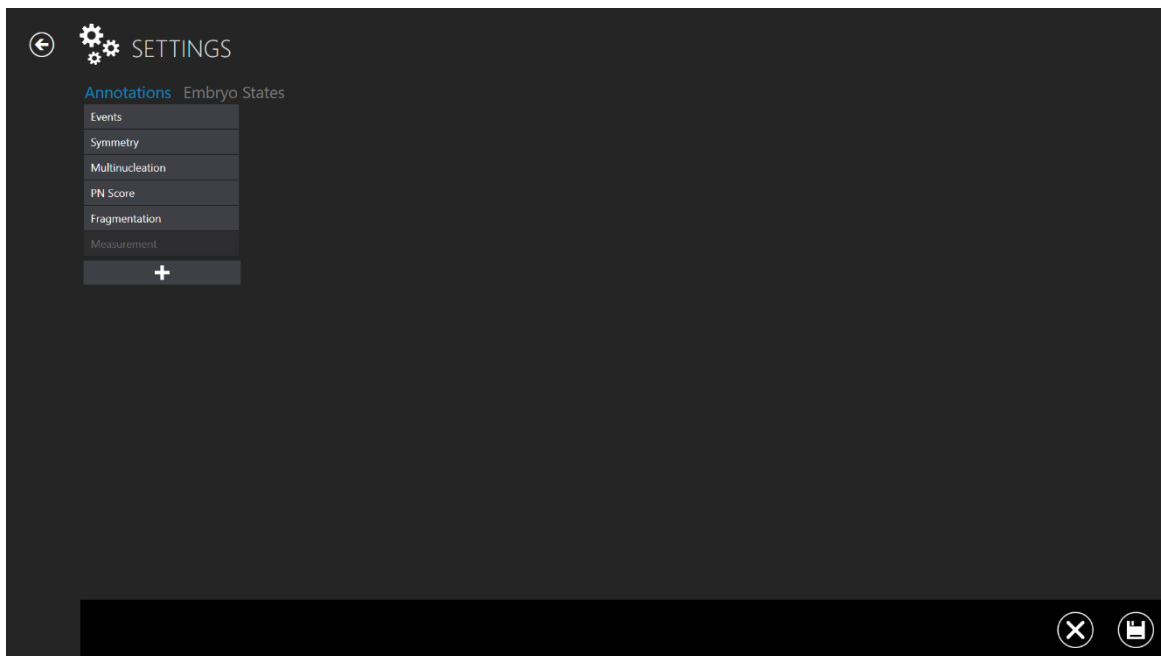 SETTINGS
Annotations Embryo States
Events
Symmetry
Multinucleation
PN Score
Fragmentation
Measurement